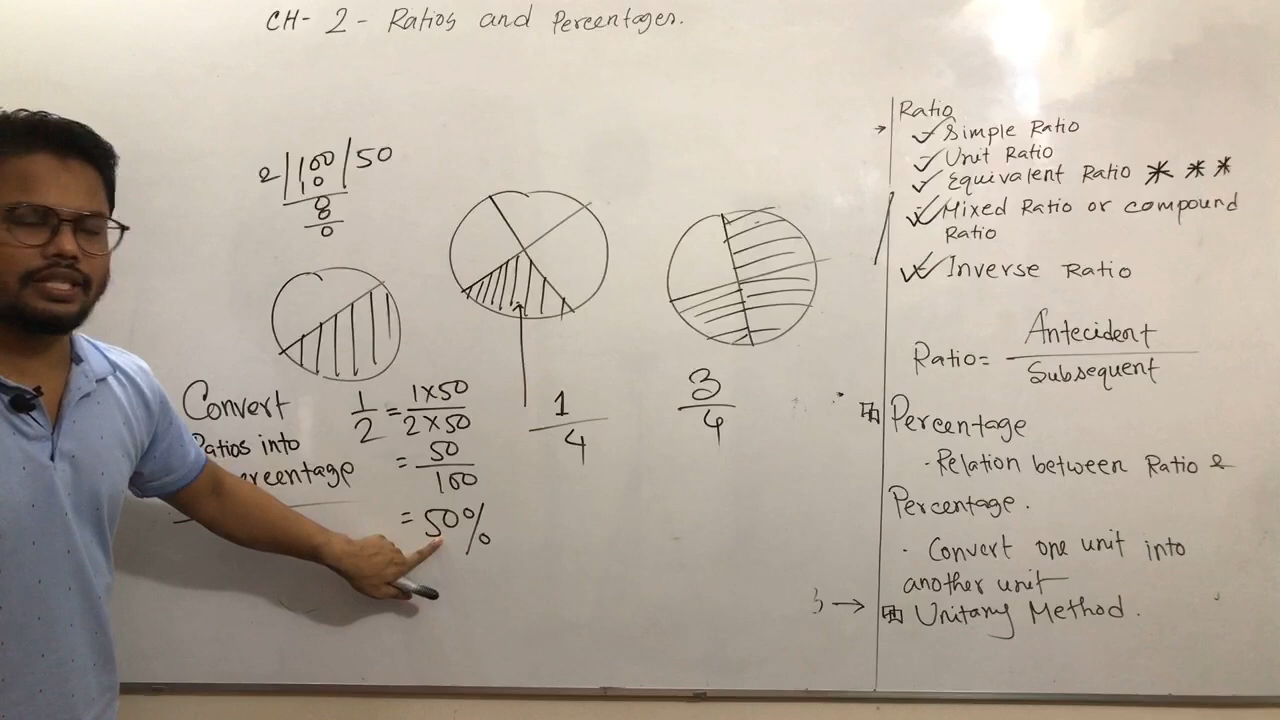 CH- 2 - Ratios and Percentages.
2 | 100 | 50
10
0
0
Convert
Ratios into
percentage
1/2 = 1×50/2×50
= 50/100
= 50%
1/4
3/4
Ratio
→ ✓ Simple Ratio
✓ Unit Ratio
✓ Equivalent Ratio * * *
✓ Mixed Ratio or compound
Ratio
✓ Inverse Ratio
Ratio= Antecident/Subsequent
Percentage
· Relation between Ratio &
Percentage.
· Convert one unit into
another unit
→ Unitary Method.